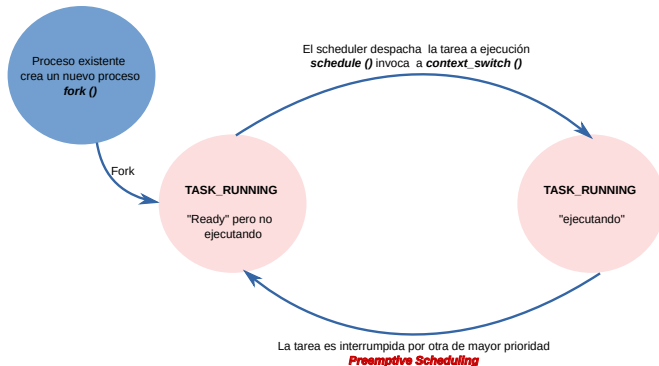 Proceso existente
crea un nuevo proceso
fork ()
El scheduler despacha la tarea a ejecución
schedule () invoca a context_switch ()
Fork
TASK_RUNNING
"Ready" pero no
ejecutando
TASK_RUNNING
"ejecutando"
La tarea es interrumpida por otra de mayor prioridad
Preemptive Scheduling